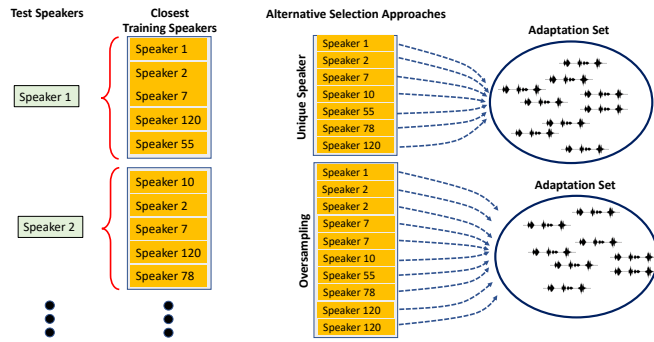 Test Speakers
Closest
Training Speakers
Speaker 1
Speaker 1
Speaker 2
Speaker 7
Speaker 120
Speaker 55
Speaker 2
Speaker 10
Speaker 2
Speaker 7
Speaker 120
Speaker 78
Alternative Selection Approaches
Unique Speaker
Speaker 1
Speaker 2
Speaker 7
Speaker 10
Speaker 55
Speaker 78
Speaker 120
Adaptation Set
Oversampling
Speaker 1
Speaker 2
Speaker 2
Speaker 7
Speaker 7
Speaker 10
Speaker 55
Speaker 78
Speaker 120
Speaker 120
Adaptation Set